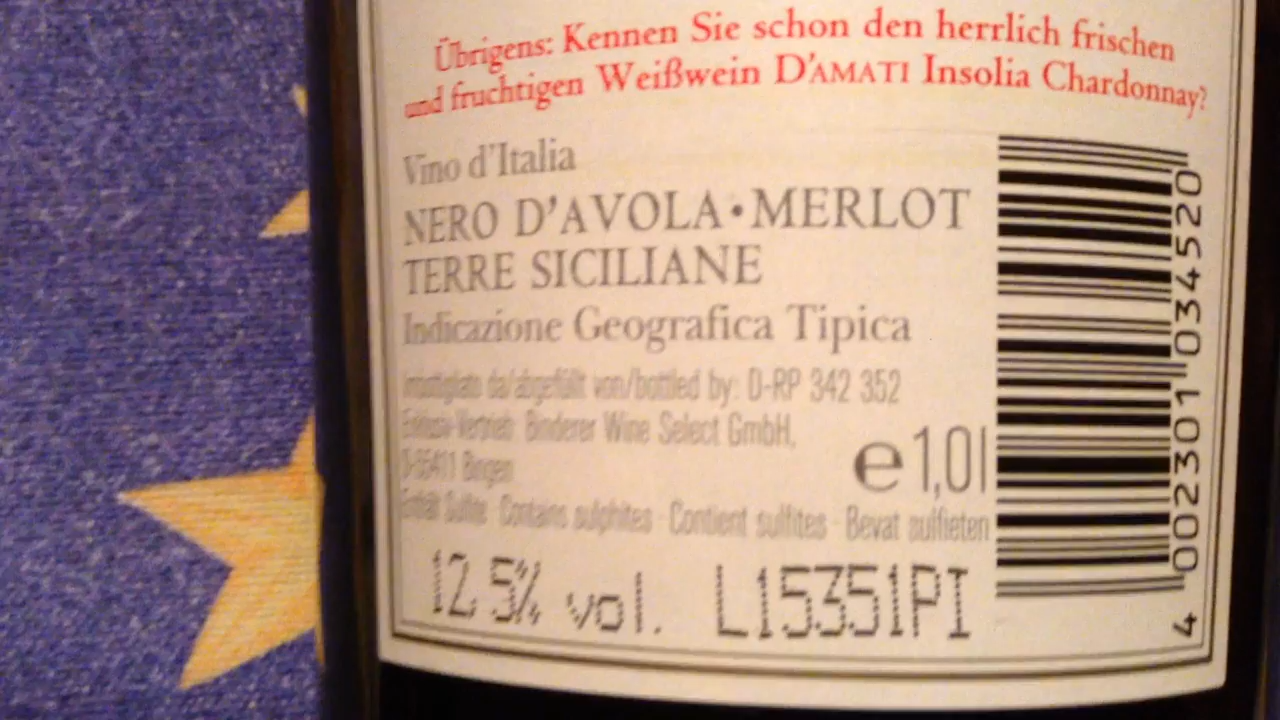 Übrigens: Kennen Sie schon den herrlich frischen
und fruchtigen Weißwein D'AMATI Insolia Chardonnay?
Vino d'Italia
NERO D'AVOLA•MERLOT
TERRE SICILIANE
Indicazione Geografica Tipica
imbottigliato da/abgefüllt von/bottled by: D-RP 342 352
Exklusiv-Vertrieb: Binderer Wine Select GmbH,
D-55411 Bingen
e 1,0l
Enthält Sulfite · Contains sulphites · Contient sulfites · Bevat sulfieten
12.5% vol. L15351PI
4 002301 034520